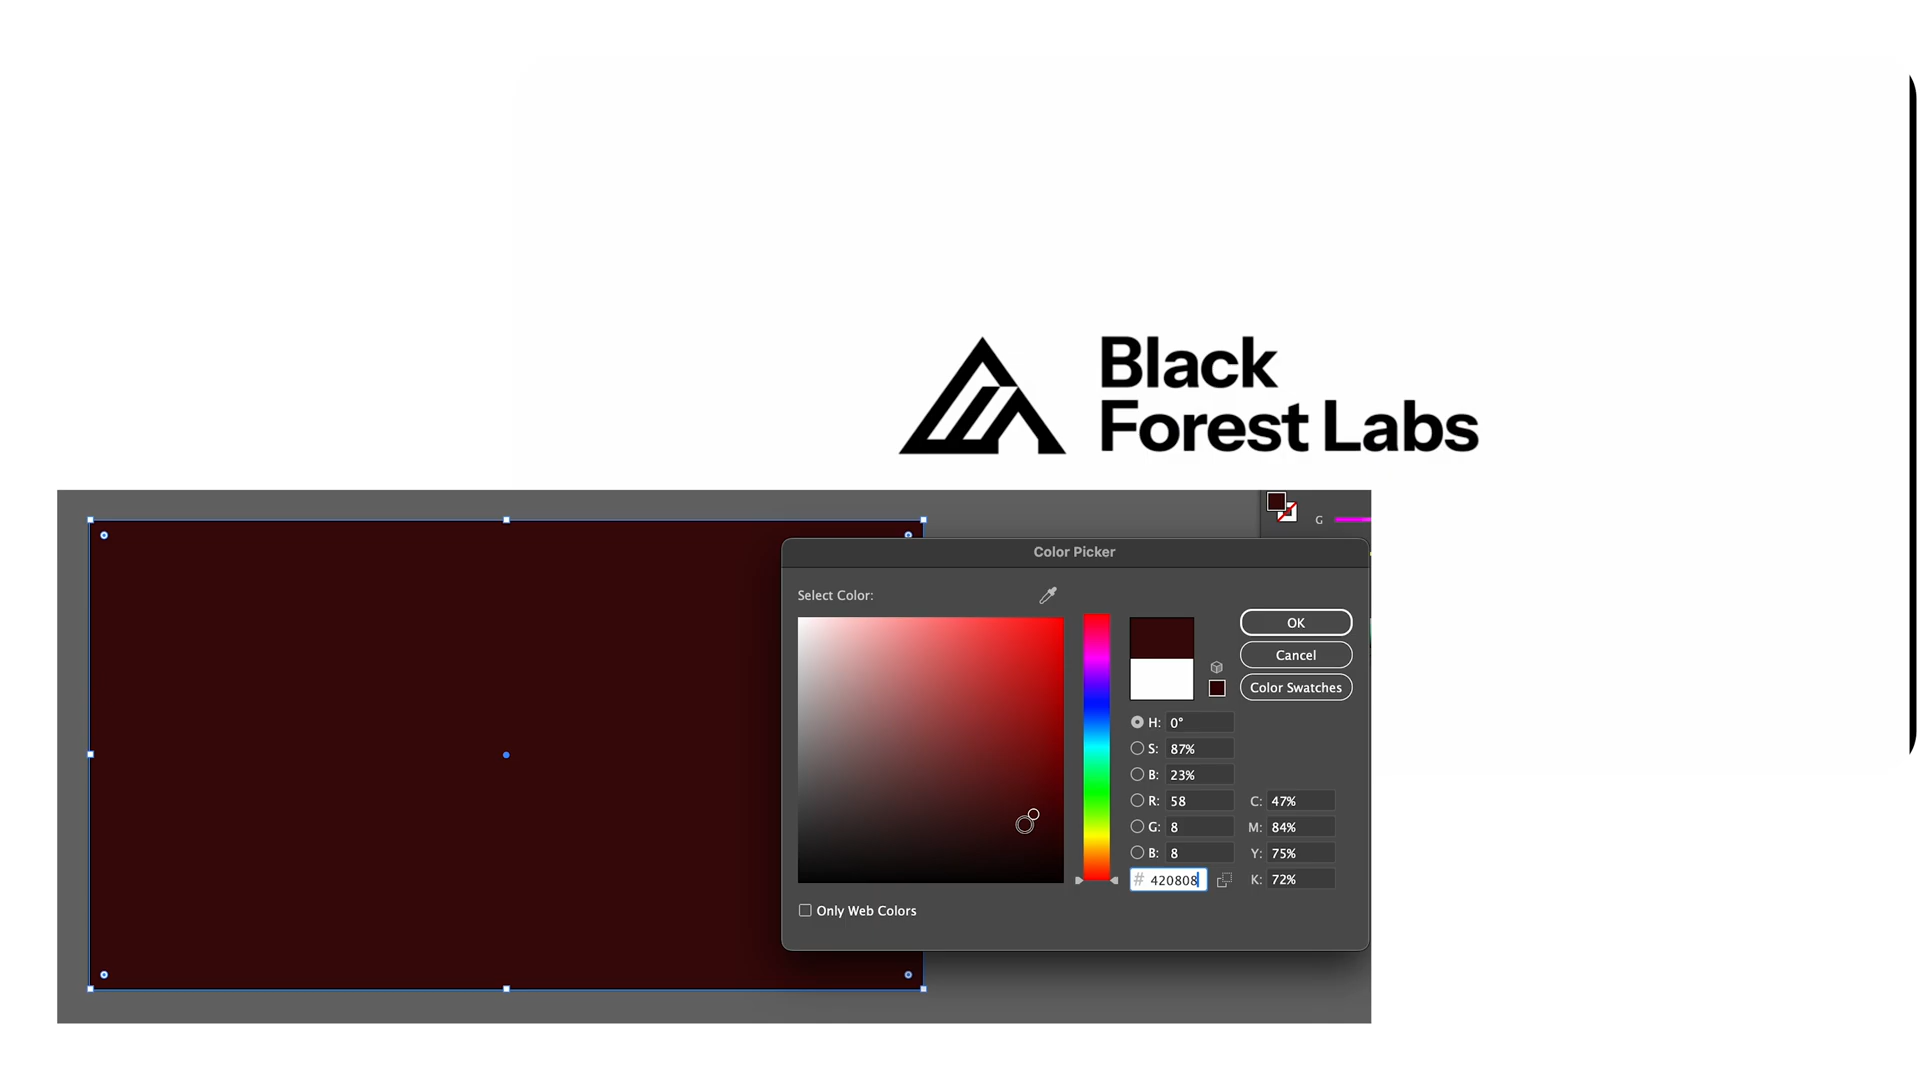 Black
Forest Labs
G
Color Picker
Select Color:
OK
Cancel
Color Swatches
H: 0°
S: 87%
B: 23%
R: 58 C: 47%
G: 8 M: 84%
B: 8 Y: 75%
# 420808 K: 72%
Only Web Colors